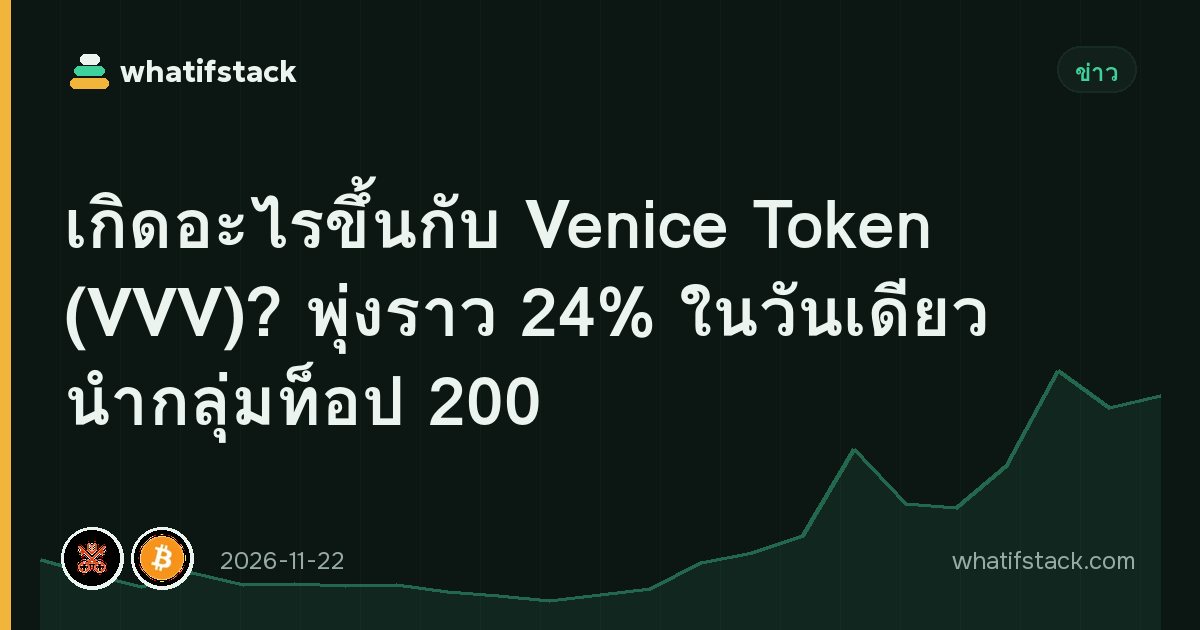 whatifstack
ข่าว
เกิดอะไรขึ้นกับ Venice Token
(VVV)? พุ่งราว 24% ในวันเดียว
นำกลุ่มท็อป 200
2026-11-22
whatifstack.com